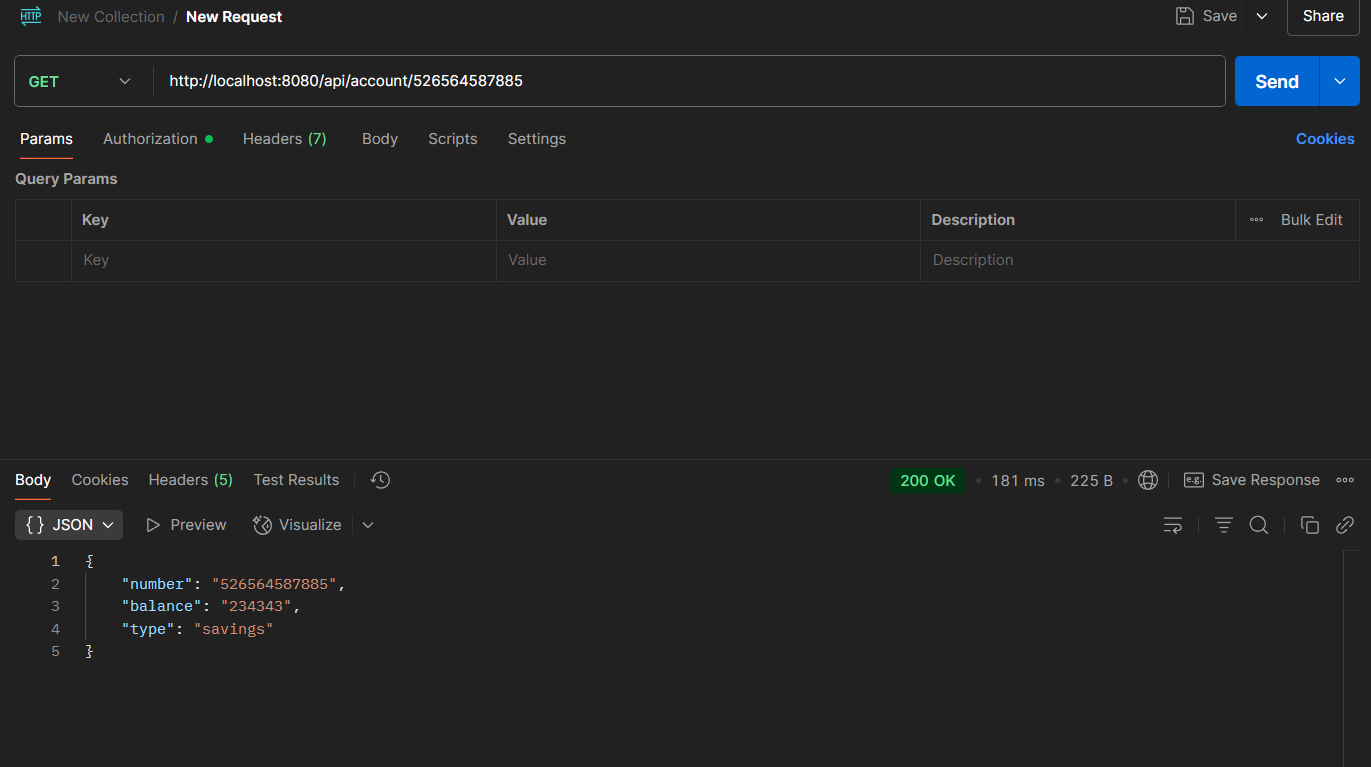 HTTP New Collection / New Request Save Share
GET http://localhost:8080/api/account/526564587885 Send
Params Authorization Headers (7) Body Scripts Settings Cookies
Query Params
Key Value Description Bulk Edit
Key Value Description
Body Cookies Headers (5) Test Results 200 OK 181 ms 225 B e.g. Save Response
{} JSON Preview Visualize
1 {
2 "number": "526564587885",
3 "balance": "234343",
4 "type": "savings"
5 }